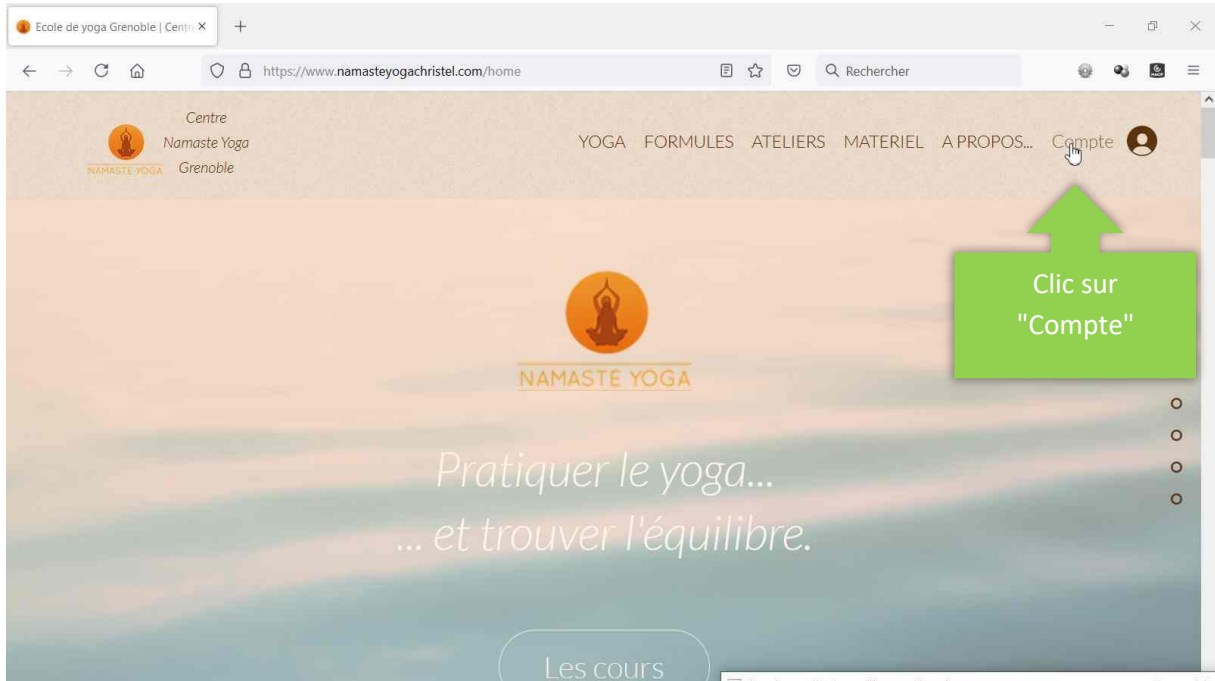 Ecole de yoga Grenoble | Centre
https://www.namasteyogachristel.com/home
Rechercher
Centre
Namaste Yoga
Grenoble
NAMASTE YOGA
YOGA FORMULES ATELIERS MATERIEL A PROPOS... Compte
Clic sur
"Compte"
NAMASTE YOGA
Pratiquer le yoga...
... et trouver l'équilibre.
Les cours